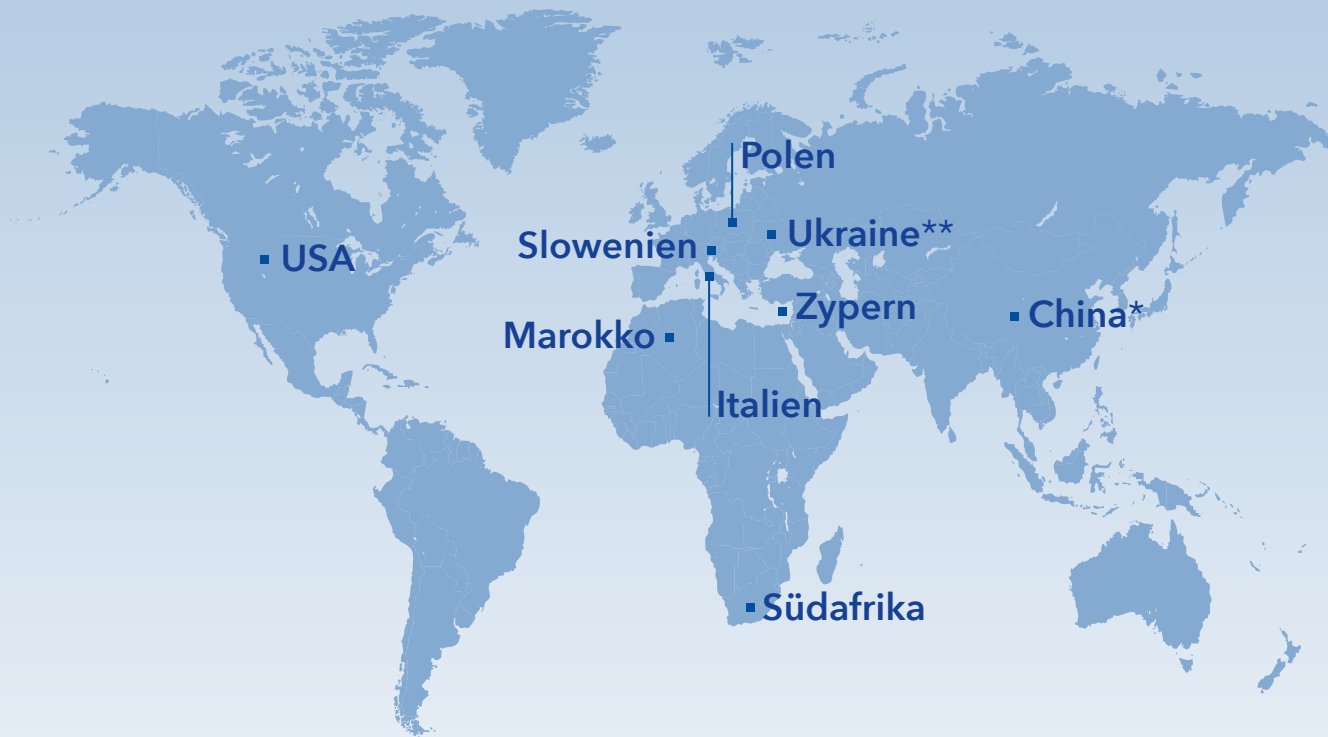 Polen
Ukraine**
Slowenien
USA
Zypern
China*
Marokko
Italien
Südafrika